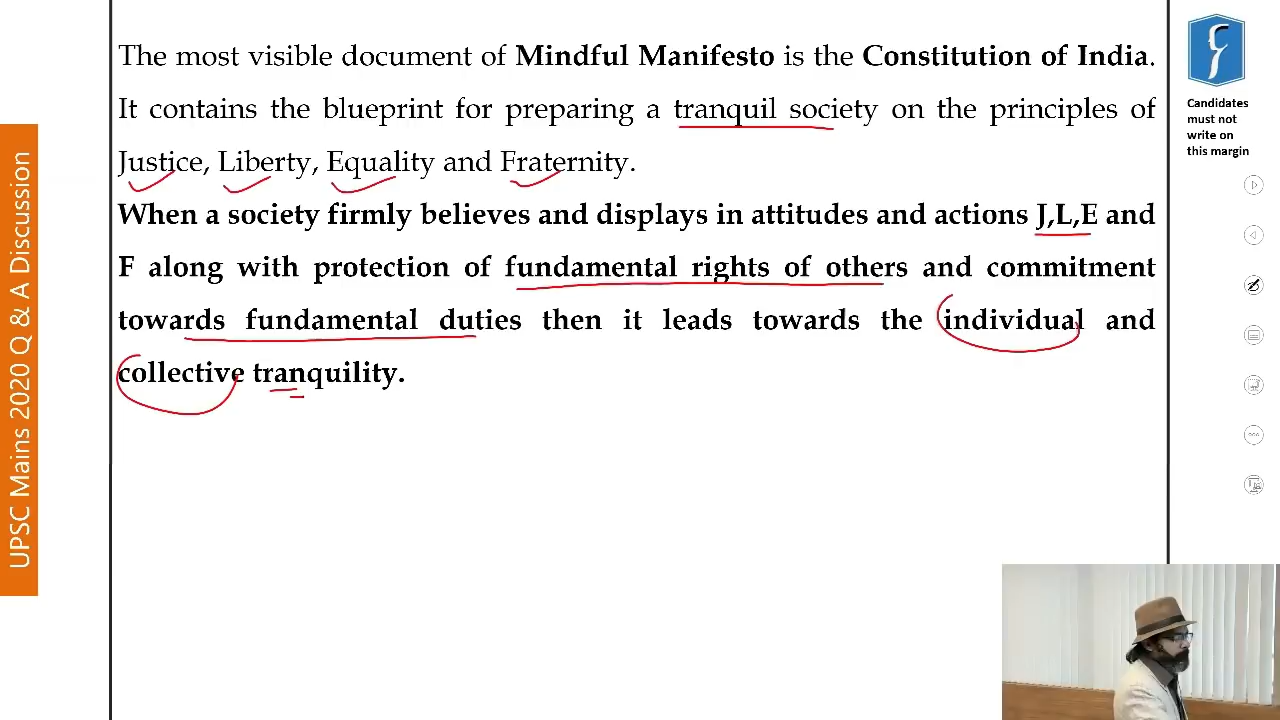 The most visible document of Mindful Manifesto is the Constitution of India.
It contains the blueprint for preparing a tranquil society on the principles of
Justice, Liberty, Equality and Fraternity.
When a society firmly believes and displays in attitudes and actions J,L,E and
F along with protection of fundamental rights of others and commitment
towards fundamental duties then it leads towards the individual and
collective tranquility.
Candidates
must not
write on
this margin
UPSC Mains 2020 Q & A Discussion